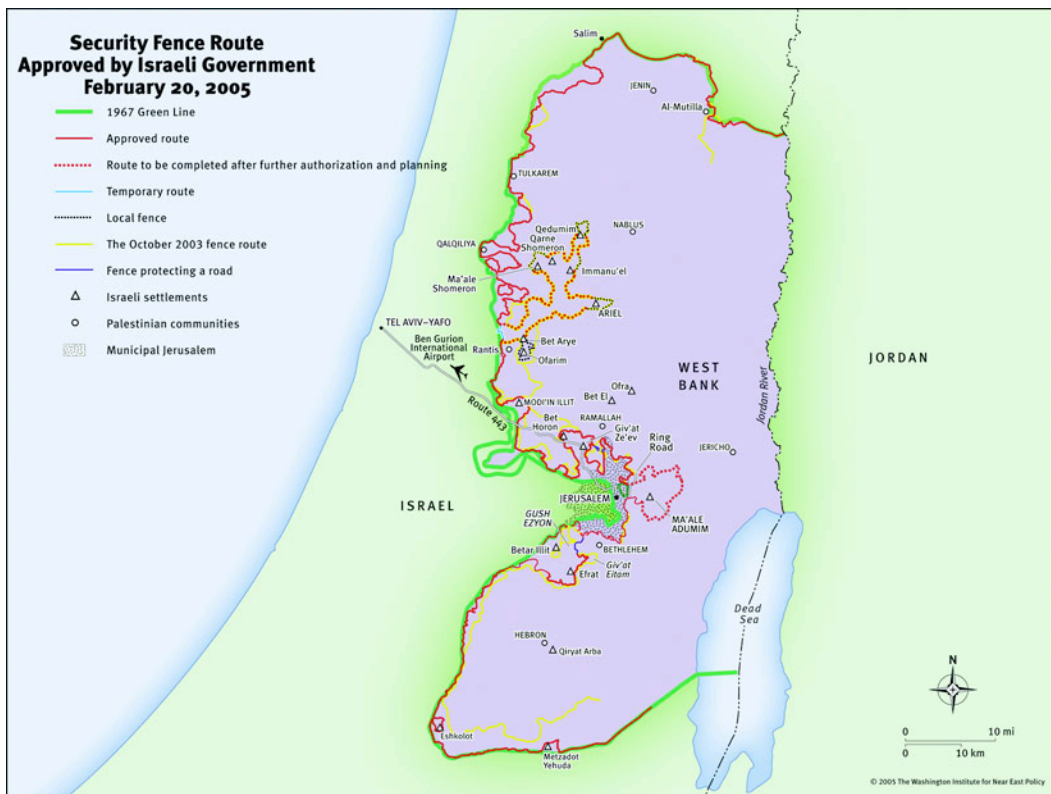 Security Fence Route
Approved by Israeli Government
February 20, 2005
1967 Green Line
Approved route
Route to be completed after further authorization and planning
Temporary route
Local fence
The October 2003 fence route
Fence protecting a road
Israeli settlements
Palestinian communities
Municipal Jerusalem
Salim
JENIN
Al-Mutilla
TULKAREM
Qedumim
NABLUS
Qarne
Shomeron
QALQILIYA
Immanu'el
Ma'ale
Shomeron
ARIEL
TEL AVIV–YAFO
Ben Gurion
International
Airport
Rantis
Bet Arye
Ofarim
WEST
BANK
JORDAN
Jordan River
Ofra
Bet El
Route 443
MODI'IN ILLIT
Bet
Horon
RAMALLAH
Giv'at
Ze'ev
Ring
Road
JERICHO
ISRAEL
JERUSALEM
MA'ALE
ADUMIM
GUSH
EZYON
Betar Illit
BETHLEHEM
Giv'at
Eitam
Efrat
Dead
Sea
HEBRON
Qiryat Arba
Eshkolot
Metzadot
Yehuda
N
0 10 mi
0 10 km
© 2005 The Washington Institute for Near East Policy